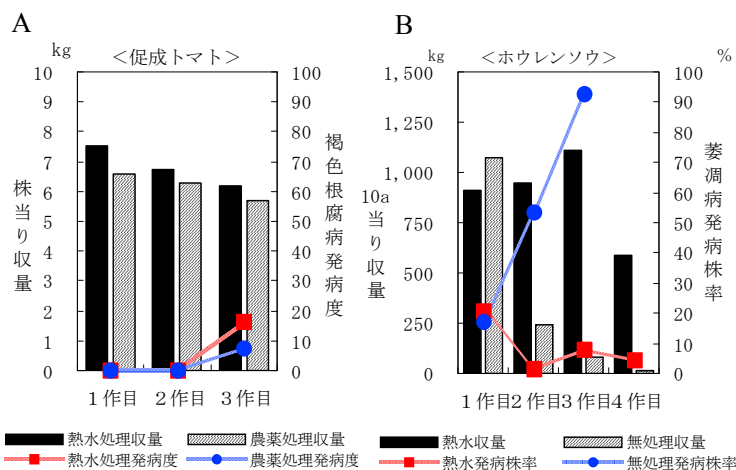 A
B
kg
＜促成トマト＞
kg
＜ホウレンソウ＞
%
10
9
8
7
6
5
4
3
2
1
0
株当り収量
100
90
80
70
60
50
40
30
20
10
0
褐色根腐病発病度
１作目 ２作目 ３作目
熱水処理収量 農薬処理収量
熱水処理発病度 農薬処理発病度
1,500
1,250
1,000
750
500
250
0
10a
当り収量
100
90
80
70
60
50
40
30
20
10
0
萎凋病発病株率
１作目 ２作目 ３作目 ４作目
熱水収量 無処理収量
熱水発病株率 無処理発病株率